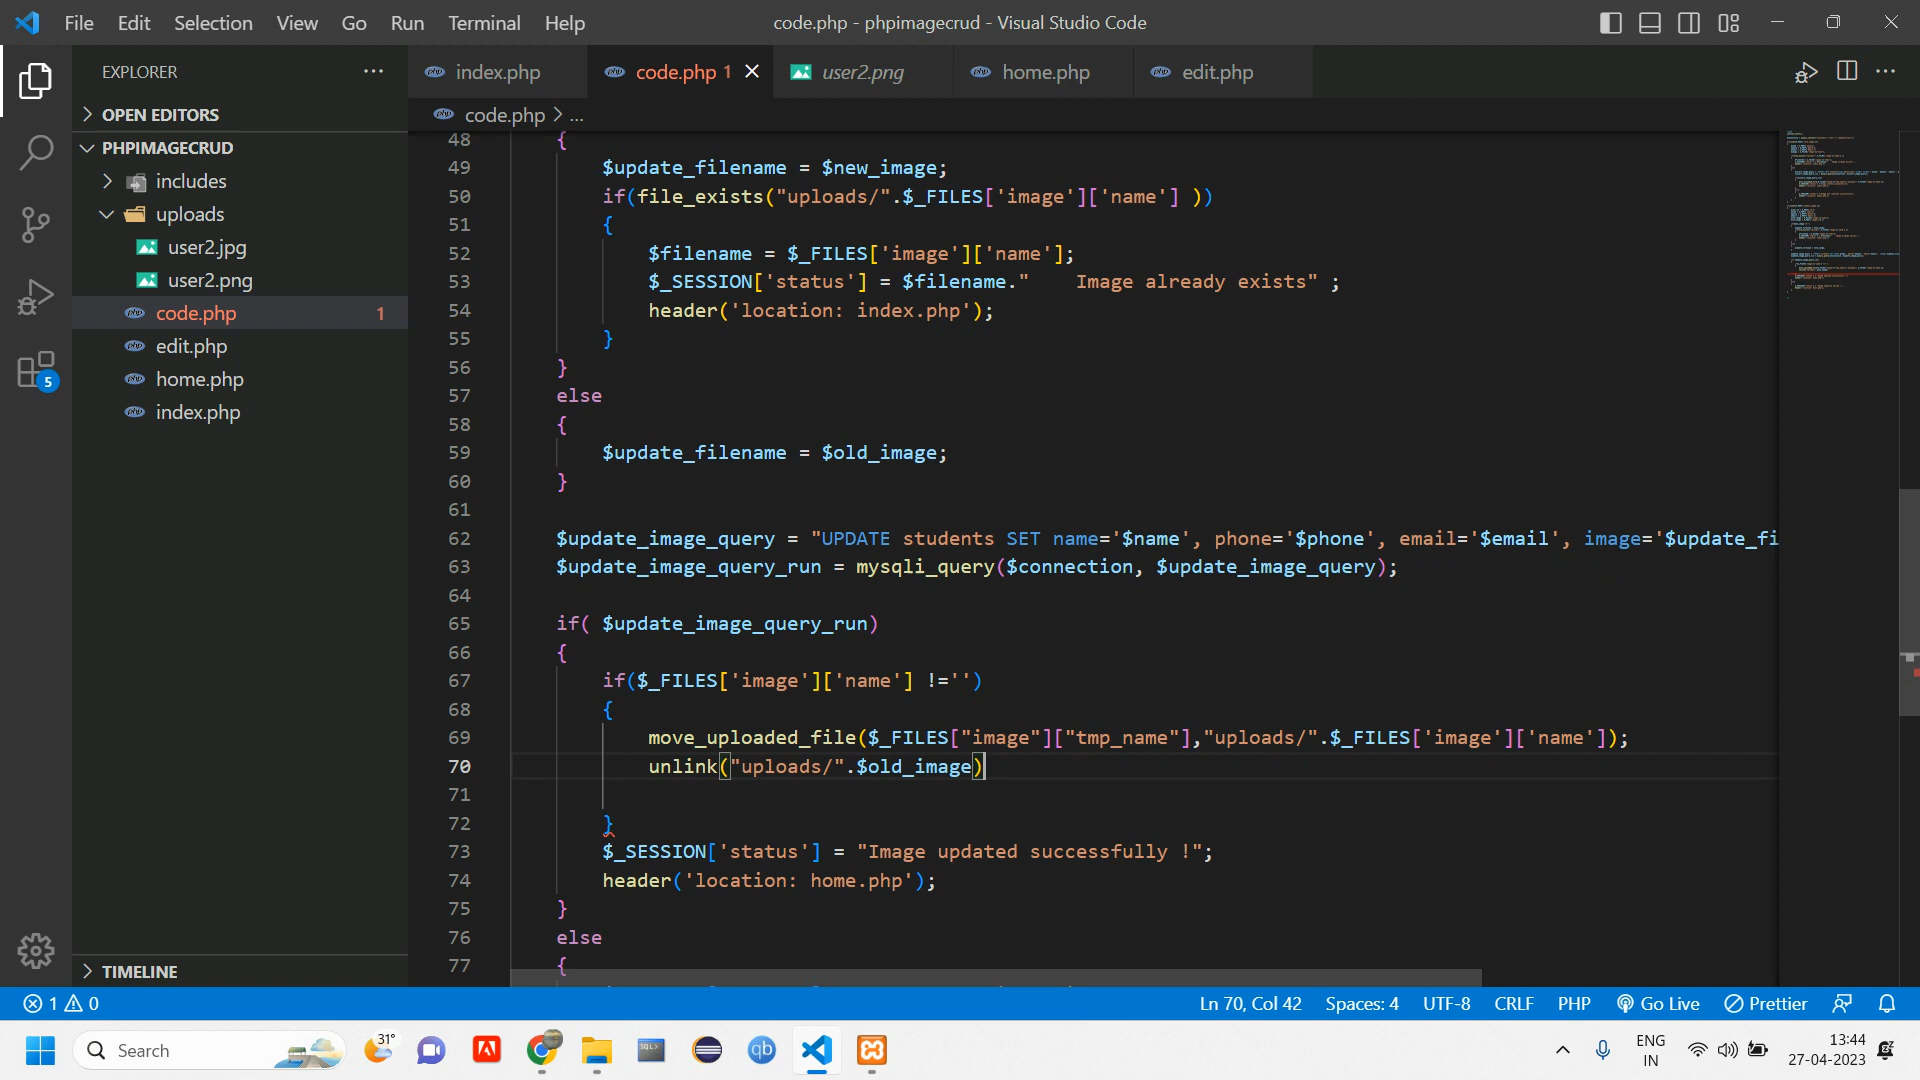 File Edit Selection View Go Run Terminal Help
code.php - phpimagecrud - Visual Studio Code
EXPLORER
OPEN EDITORS
PHPIMAGECRUD
includes
uploads
user2.jpg
user2.png
code.php 1
edit.php
home.php
index.php
TIMELINE
5
index.php code.php 1 user2.png home.php edit.php
code.php > ...
48 {
49 $update_filename = $new_image;
50 if(file_exists("uploads/".$_FILES['image']['name'] ))
51 {
52 $filename = $_FILES['image']['name'];
53 $_SESSION['status'] = $filename."    Image already exists" ;
54 header('location: index.php');
55 }
56 }
57 else
58 {
59 $update_filename = $old_image;
60 }
61
62 $update_image_query = "UPDATE students SET name='$name', phone='$phone', email='$email', image='$update_fi
63 $update_image_query_run = mysqli_query($connection, $update_image_query);
64
65 if( $update_image_query_run)
66 {
67 if($_FILES['image']['name'] !='')
68 {
69 move_uploaded_file($_FILES["image"]["tmp_name"],"uploads/".$_FILES['image']['name']);
70 unlink("uploads/".$old_image)
71
72 }
73 $_SESSION['status'] = "Image updated successfully !";
74 header('location: home.php');
75 }
76 else
77 {
1 0
Ln 70, Col 42 Spaces: 4 UTF-8 CRLF PHP Go Live Prettier
Search
31°
SQL>
qb
ENG
IN
13:44
27-04-2023